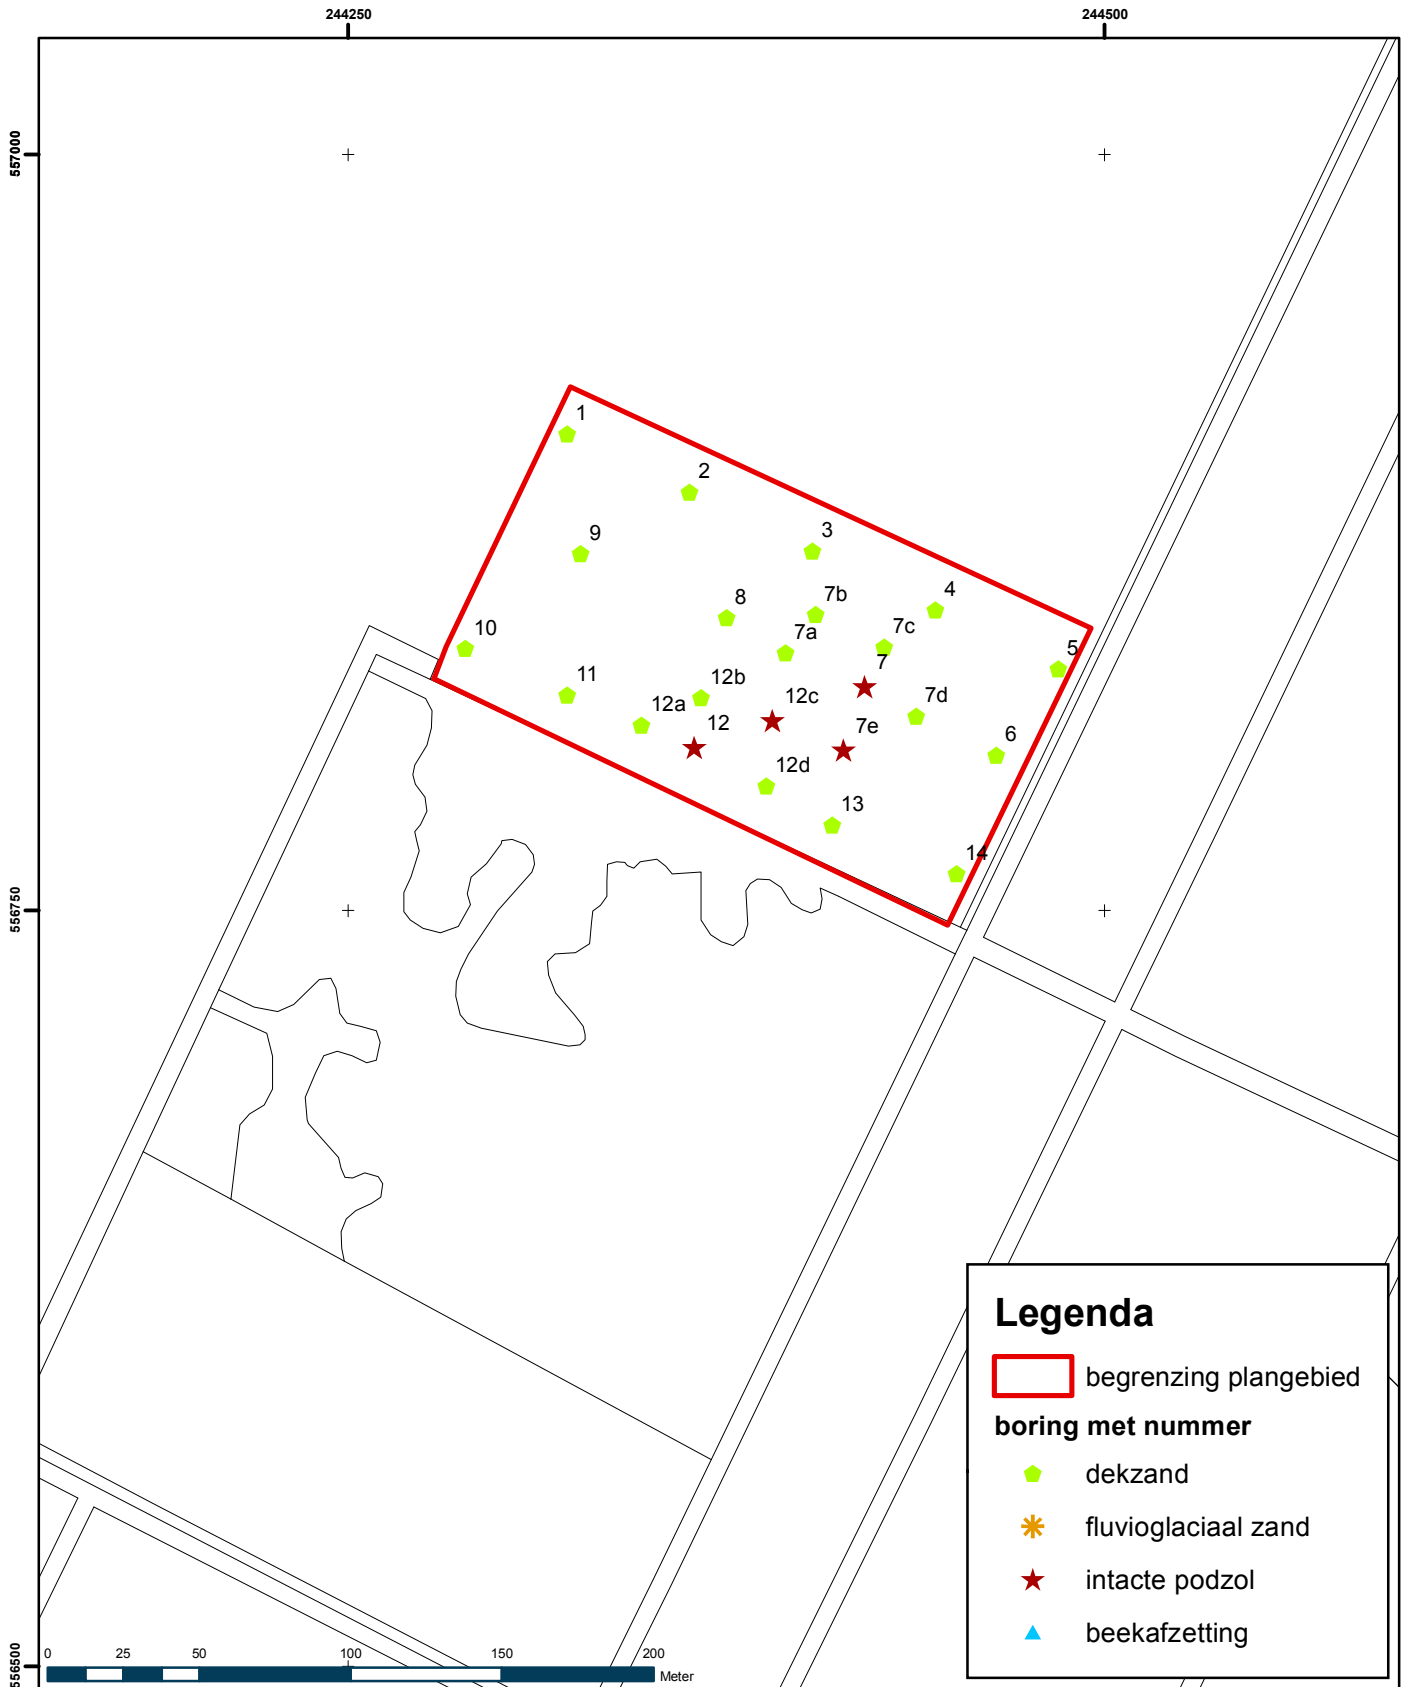 244250
244500
557000
1
2
9
3
4
8
7b
7a
7c
10
5
7
11
12b
12c
12a
7d
12
7e
6
12d
13
14
556750
Legenda
begrenzing plangebied
boring met nummer
dekzand
fluvioglaciaal zand
intacte podzol
beekafzetting
556500
0 25 50 100 150 200
Meter